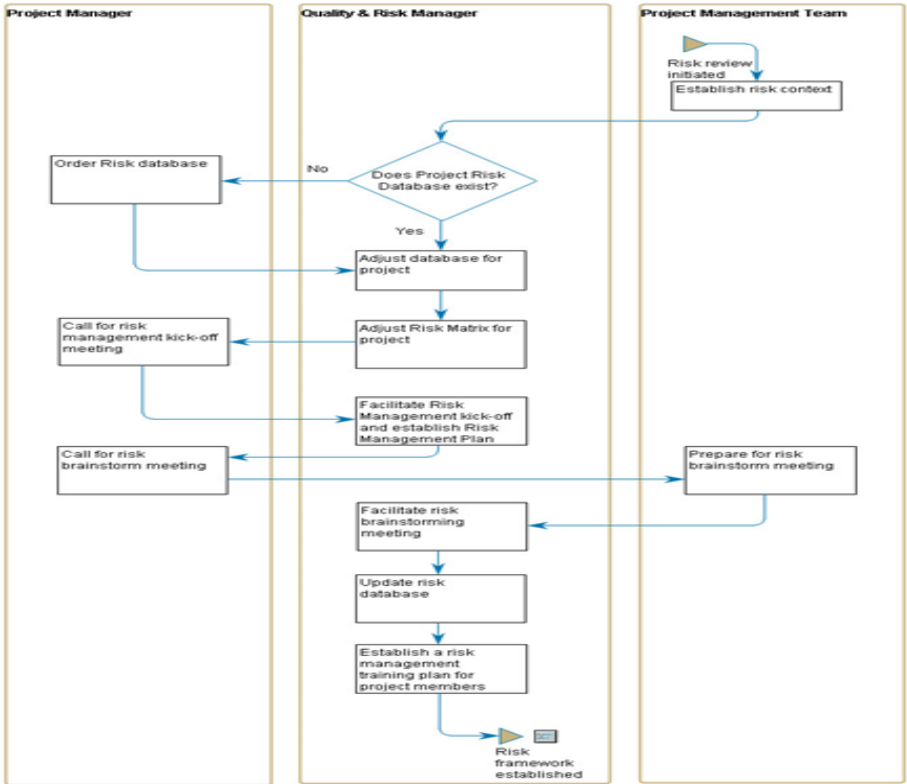 Project Manager
Quality & Risk Manager
Project Management Team
Risk review
initiated
Establish risk context
Does Project Risk
Database exist?
No
Order Risk database
Yes
Adjust database for
project
Adjust Risk Matrix for
project
Call for risk
management kick-off
meeting
Facilitate Risk
Management kick-off
and establish Risk
Management Plan
Call for risk
brainstorm meeting
Prepare for risk
brainstorm meeting
Facilitate risk
brainstorming
meeting
Update risk
database
Establish a risk
management
training plan for
project members
Risk
framework
established